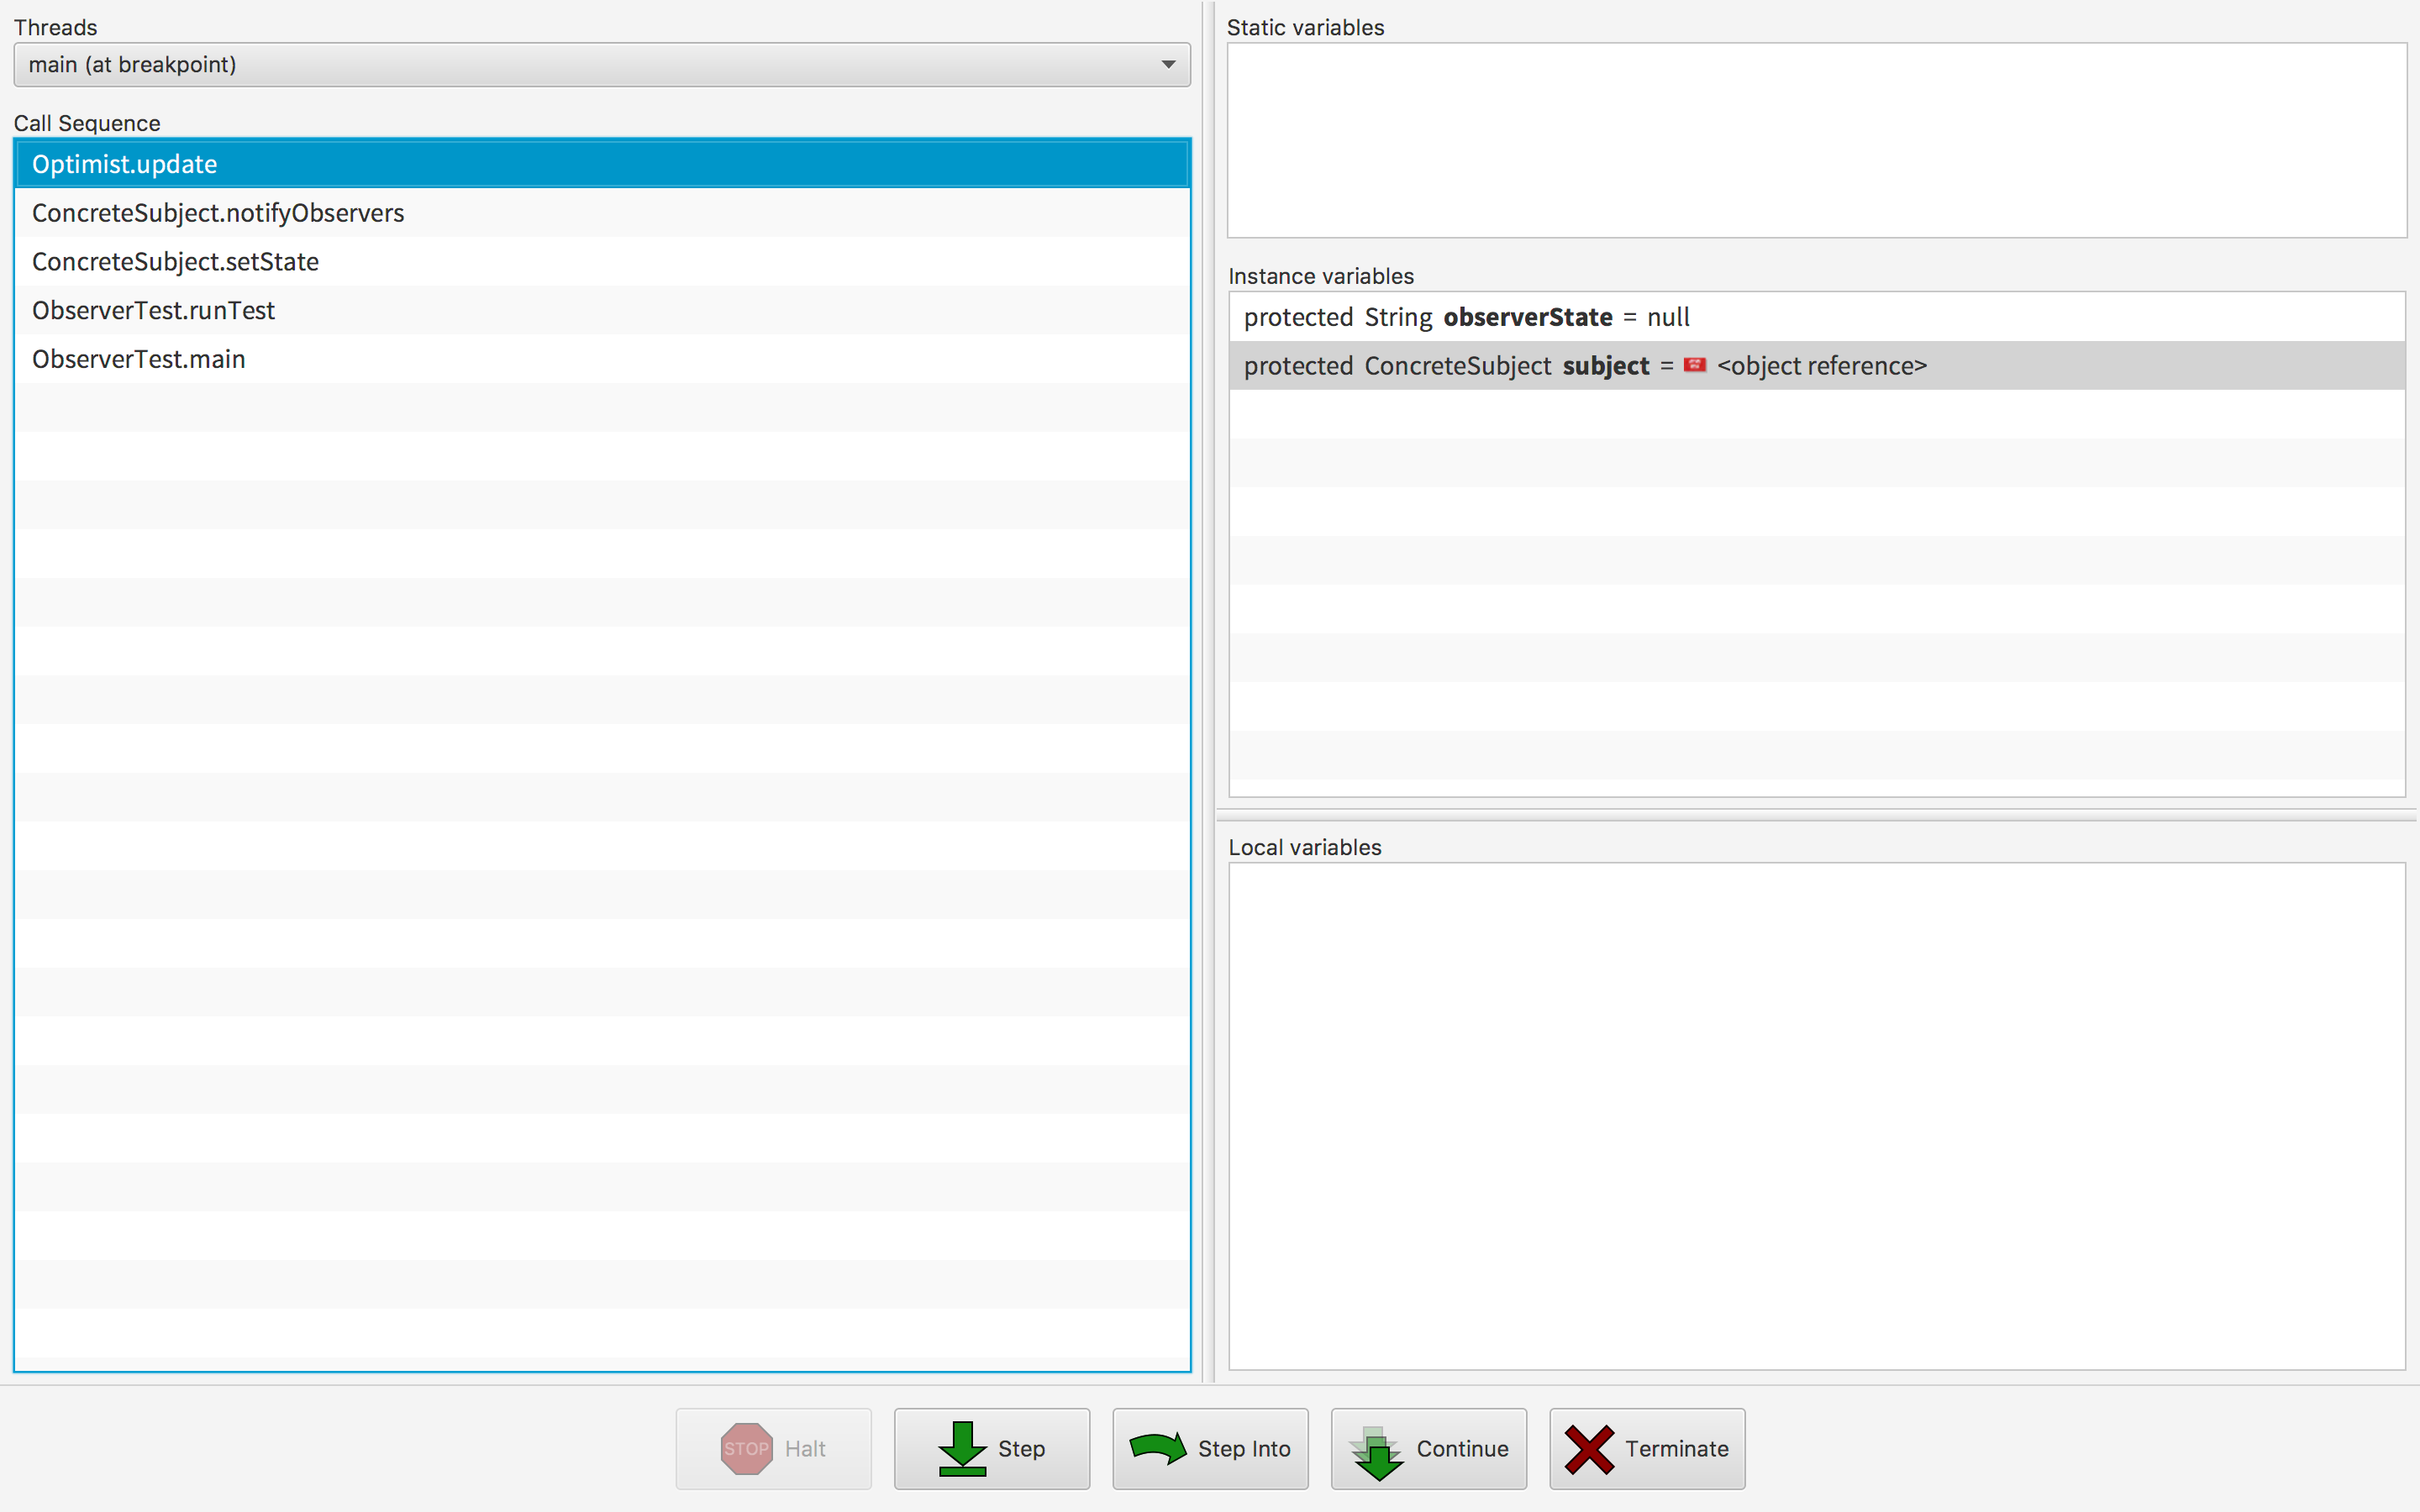 Threads
main (at breakpoint)
Call Sequence
Optimist.update
ConcreteSubject.notifyObservers
ConcreteSubject.setState
ObserverTest.runTest
ObserverTest.main
Static variables
Instance variables
protected String observerState = null
protected ConcreteSubject subject = <object reference>
Local variables
STOP Halt
Step
Step Into
Continue
Terminate